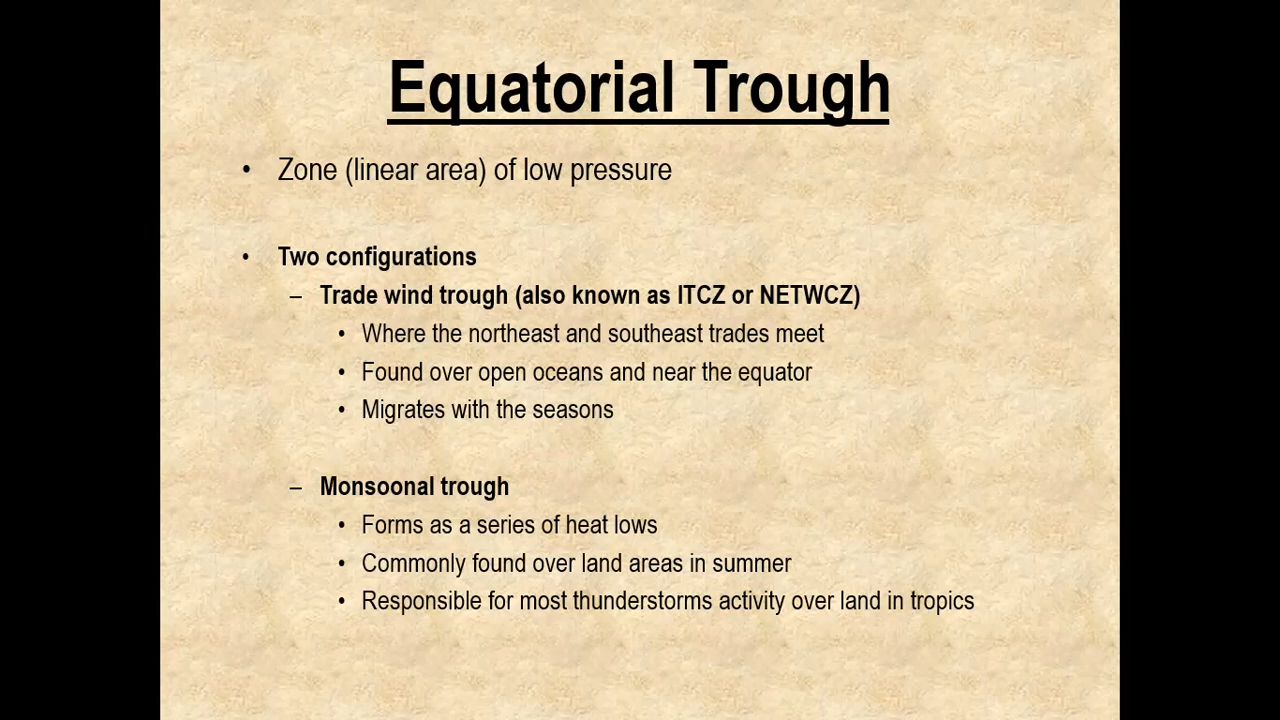 Equatorial Trough
• Zone (linear area) of low pressure
• Two configurations
– Trade wind trough (also known as ITCZ or NETWCZ)
• Where the northeast and southeast trades meet
• Found over open oceans and near the equator
• Migrates with the seasons
– Monsoonal trough
• Forms as a series of heat lows
• Commonly found over land areas in summer
• Responsible for most thunderstorms activity over land in tropics